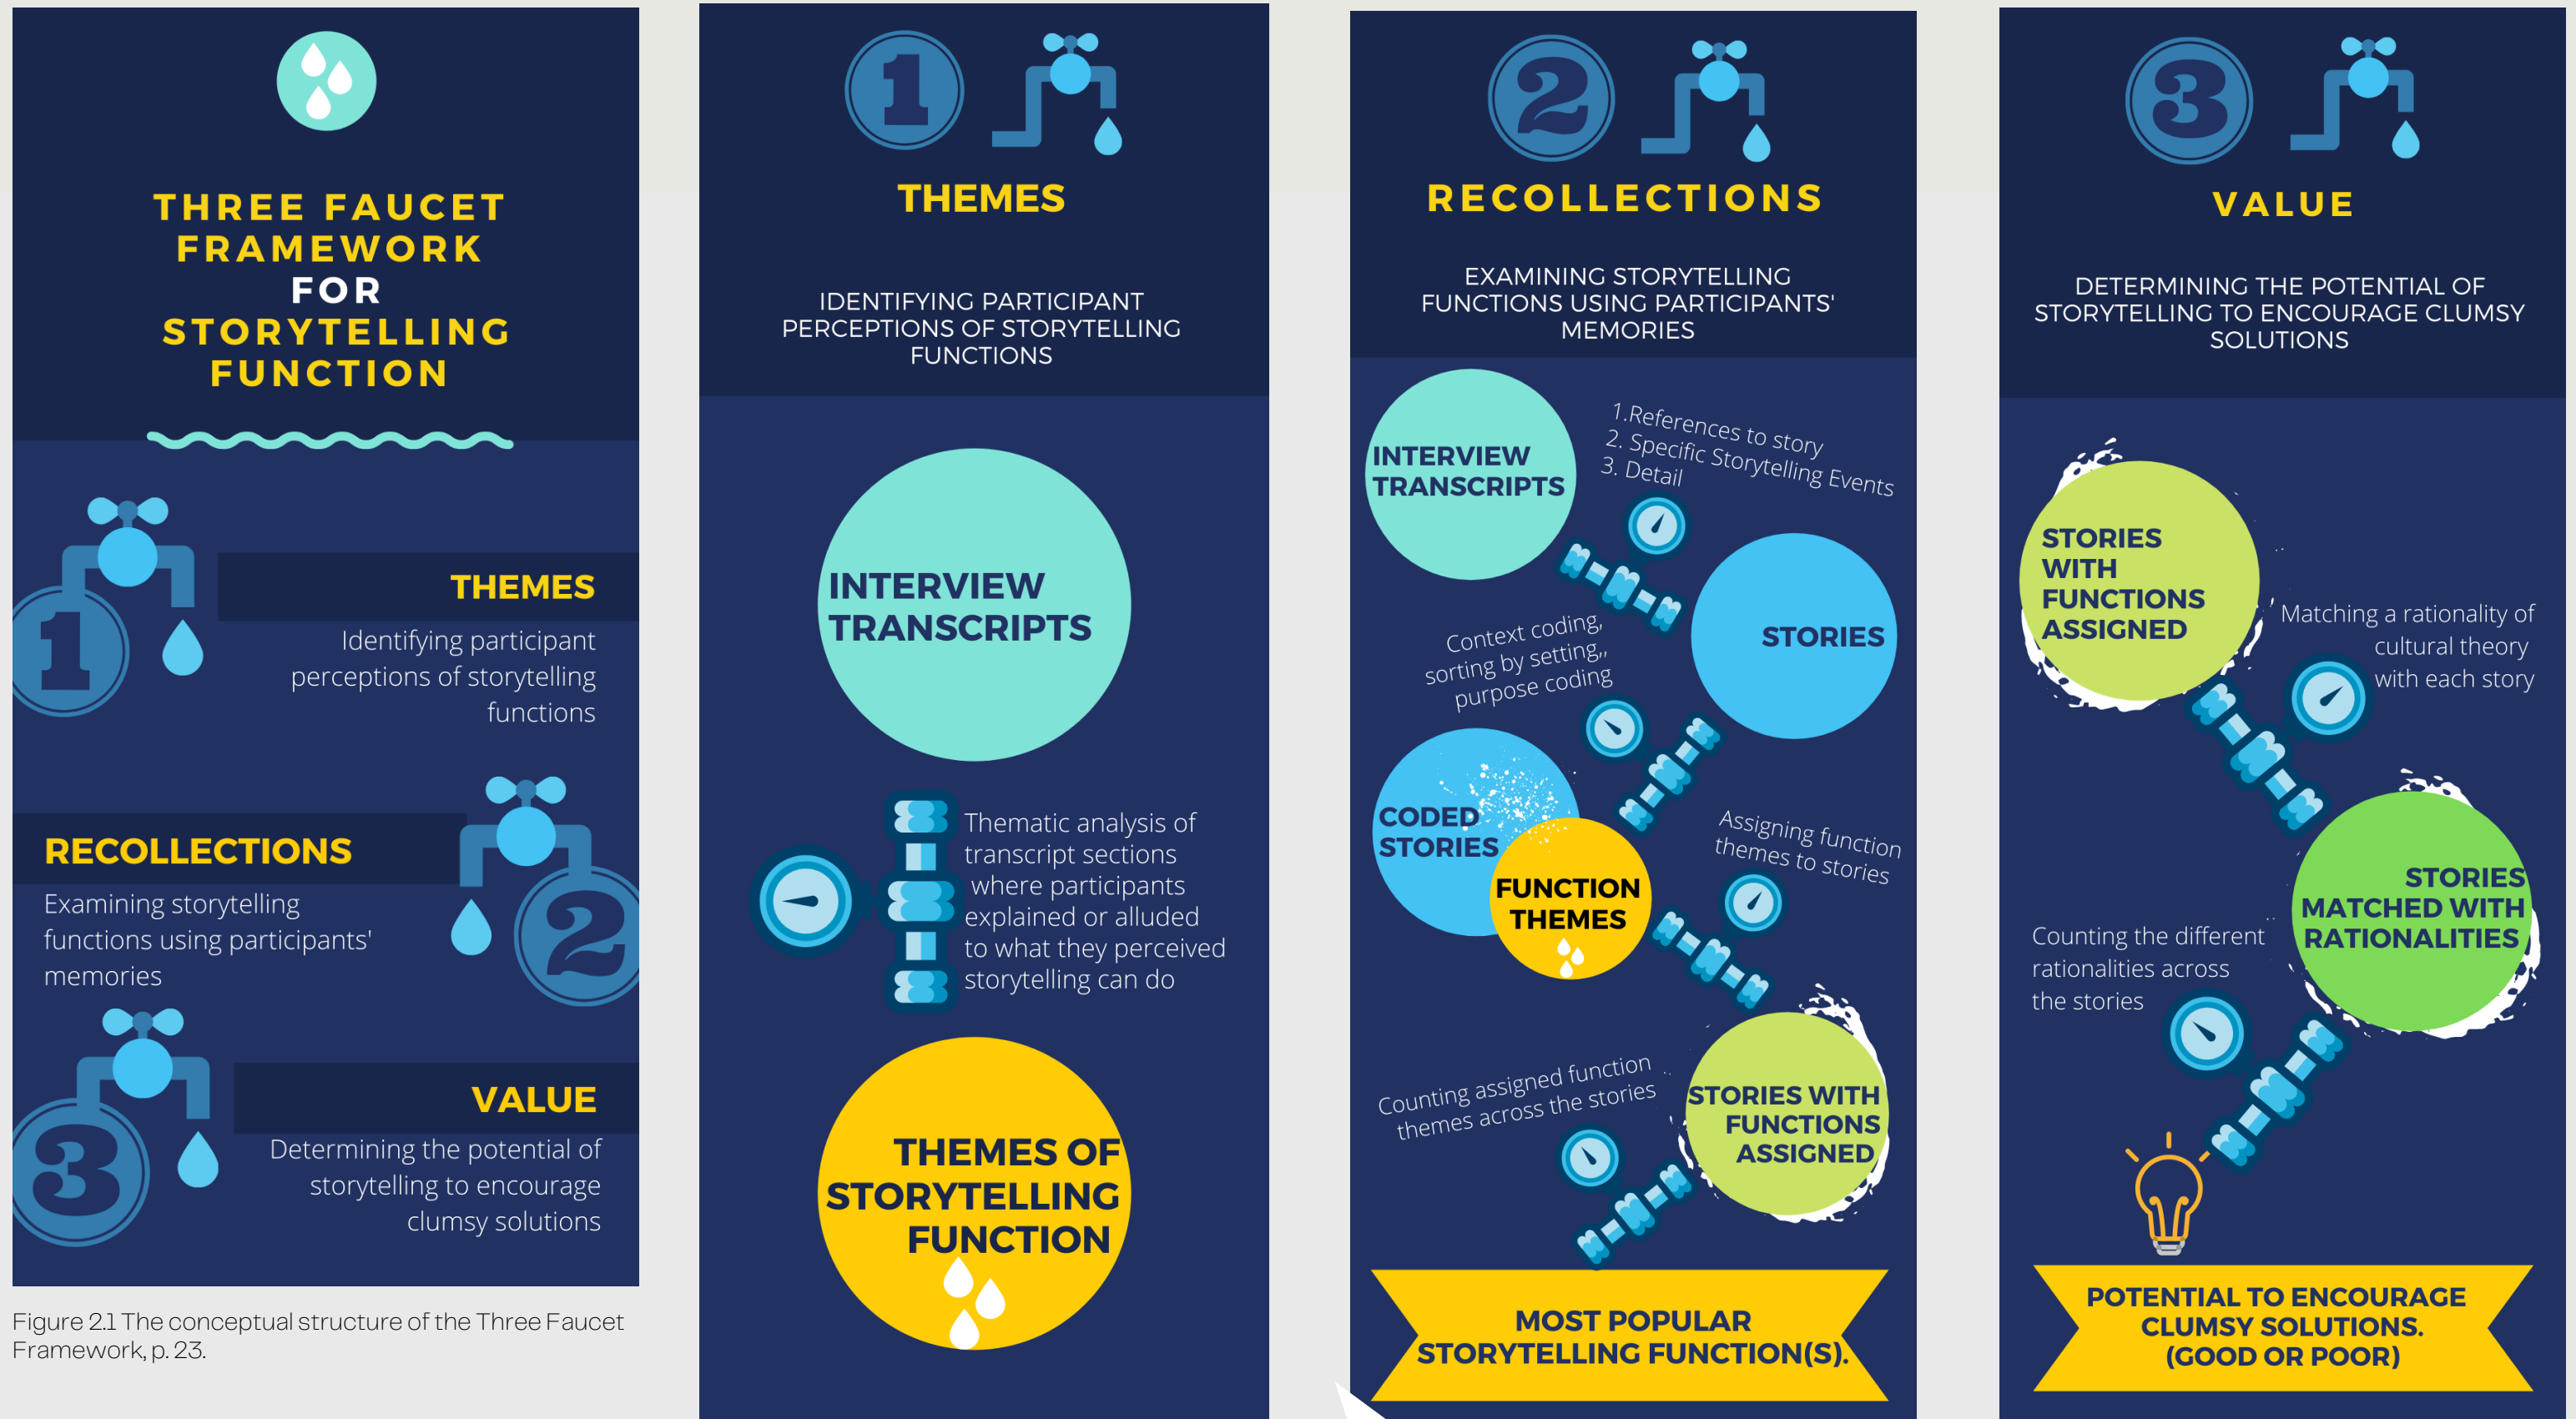 THREE FAUCET
FRAMEWORK
FOR
STORYTELLING
FUNCTION
1
THEMES
Identifying participant
perceptions of storytelling
functions
RECOLLECTIONS
2
Examining storytelling
functions using participants'
memories
3
VALUE
Determining the potential of
storytelling to encourage
clumsy solutions
Figure 2.1 The conceptual structure of the Three Faucet
Framework, p. 23.
1
THEMES
IDENTIFYING PARTICIPANT
PERCEPTIONS OF STORYTELLING
FUNCTIONS
INTERVIEW
TRANSCRIPTS
Thematic analysis of
transcript sections
where participants
explained or alluded
to what they perceived
storytelling can do
THEMES OF
STORYTELLING
FUNCTION
2
RECOLLECTIONS
EXAMINING STORYTELLING
FUNCTIONS USING PARTICIPANTS'
MEMORIES
INTERVIEW
TRANSCRIPTS
1.References to story
2. Specific Storytelling Events
3. Detail
STORIES
Context coding,
sorting by setting,,
purpose coding
CODED
STORIES
FUNCTION
THEMES
Assigning function
themes to stories
STORIES WITH
FUNCTIONS
ASSIGNED
Counting assigned function
themes across the stories
MOST POPULAR
STORYTELLING FUNCTION(S).
3
VALUE
DETERMINING THE POTENTIAL OF
STORYTELLING TO ENCOURAGE CLUMSY
SOLUTIONS
STORIES
WITH
FUNCTIONS
ASSIGNED
Matching a rationality of
cultural theory
with each story
STORIES
MATCHED WITH
RATIONALITIES
Counting the different
rationalities across
the stories
POTENTIAL TO ENCOURAGE
CLUMSY SOLUTIONS.
(GOOD OR POOR)